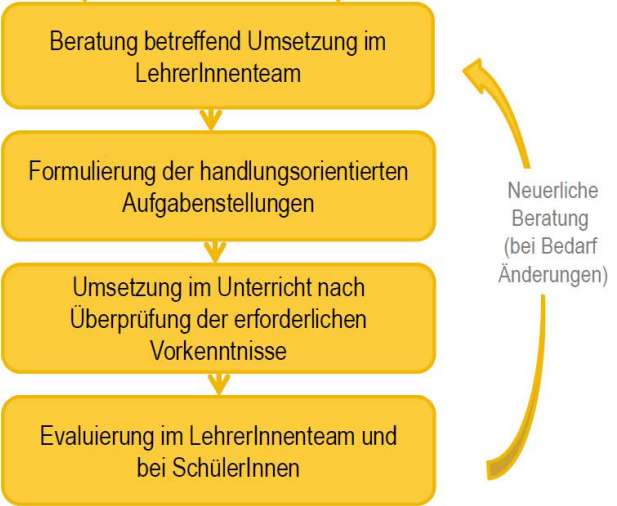 Beratung betreffend Umsetzung im
LehrerInnenteam
Formulierung der handlungsorientierten
Aufgabenstellungen
Umsetzung im Unterricht nach
Überprüfung der erforderlichen
Vorkenntnisse
Evaluierung im LehrerInnenteam und
bei SchülerInnen
Neuerliche
Beratung
(bei Bedarf
Änderungen)